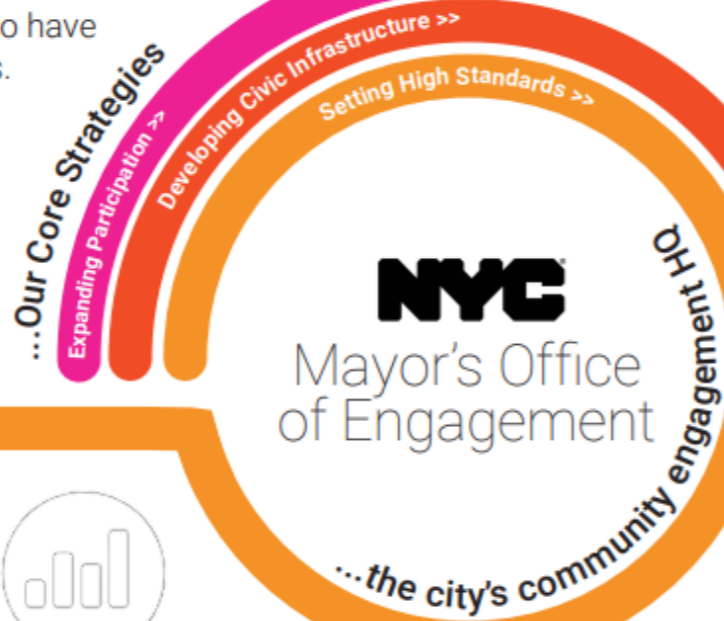 o have
s.
...Our Core Strategies
Expanding Participation >>
Developing Civic Infrastructure >>
Setting High Standards >>
NYC
Mayor's Office
of Engagement
...the city's community engagement HQ